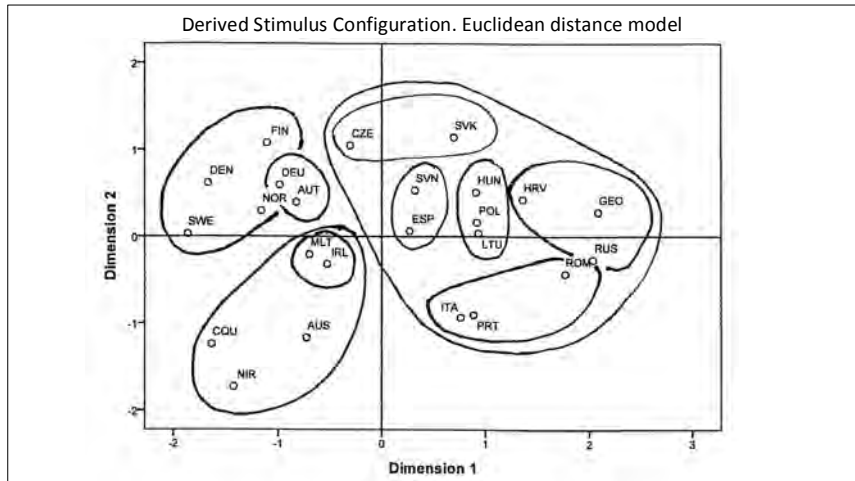 Derived Stimulus Configuration. Euclidean distance model
2
FIN
CZE
SVK
1
DEN
DEU
SVN
HUN
HRV
AUT
GEO
NOR
ESP
POL
SWE
LTU
0
MLT
IRL
RUS
ROM
ITA
PRT
-1
CQU
AUS
NIR
-2
Dimension 2
-2
-1
0
1
2
3
Dimension 1